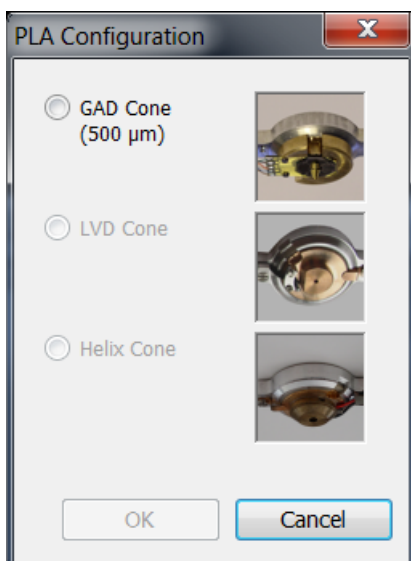 PLA Configuration
GAD Cone
(500 µm)
LVD Cone
Helix Cone
OK
Cancel